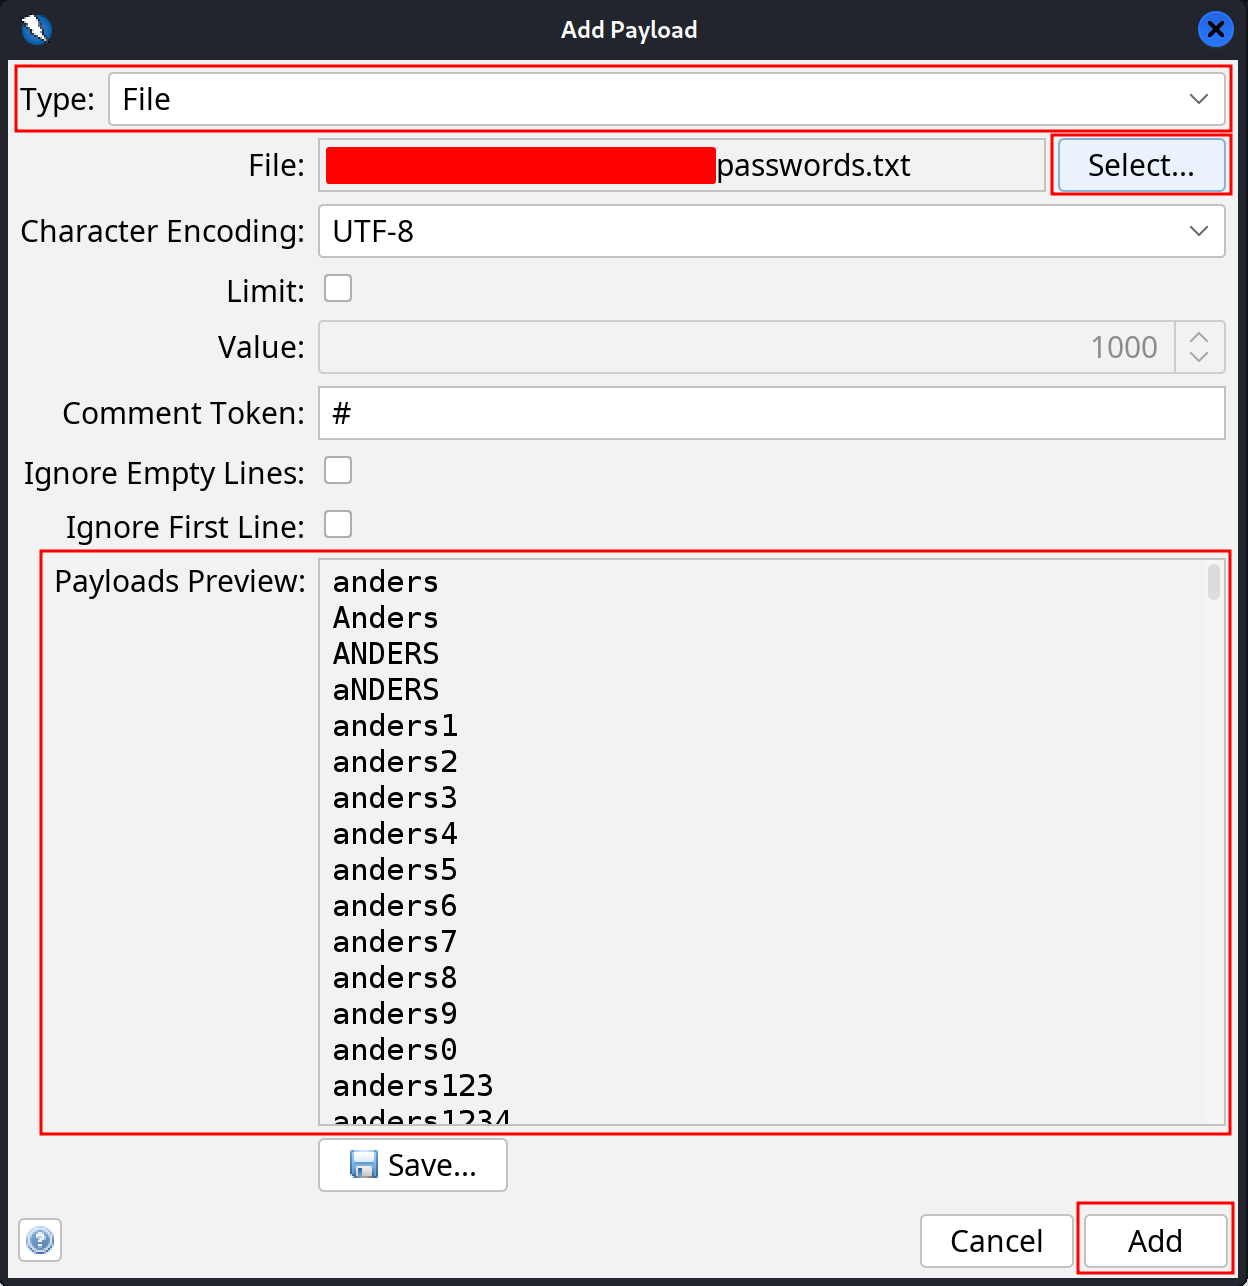 Add Payload
Type: File
File: passwords.txt Select...
Character Encoding: UTF-8
Limit:
Value: 1000
Comment Token: #
Ignore Empty Lines:
Ignore First Line:
Payloads Preview: anders
Anders
ANDERS
aNDERS
anders1
anders2
anders3
anders4
anders5
anders6
anders7
anders8
anders9
anders0
anders123
anders1234
Save...
Cancel Add